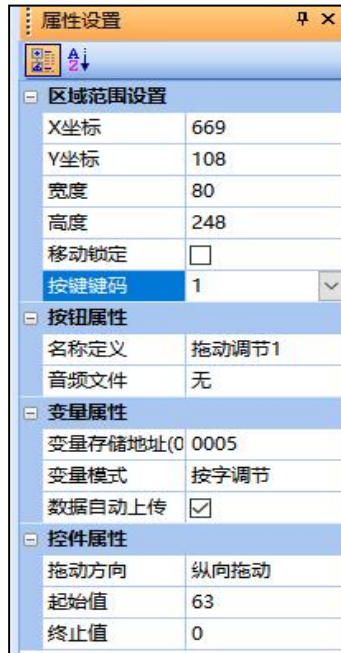 属性设置
区域范围设置
X坐标 669
Y坐标 108
宽度 80
高度 248
移动锁定
按键键码 1
按钮属性
名称定义 拖动调节1
音频文件 无
变量属性
变量存储地址(0 0005
变量模式 按字调节
数据自动上传
控件属性
拖动方向 纵向拖动
起始值 63
终止值 0